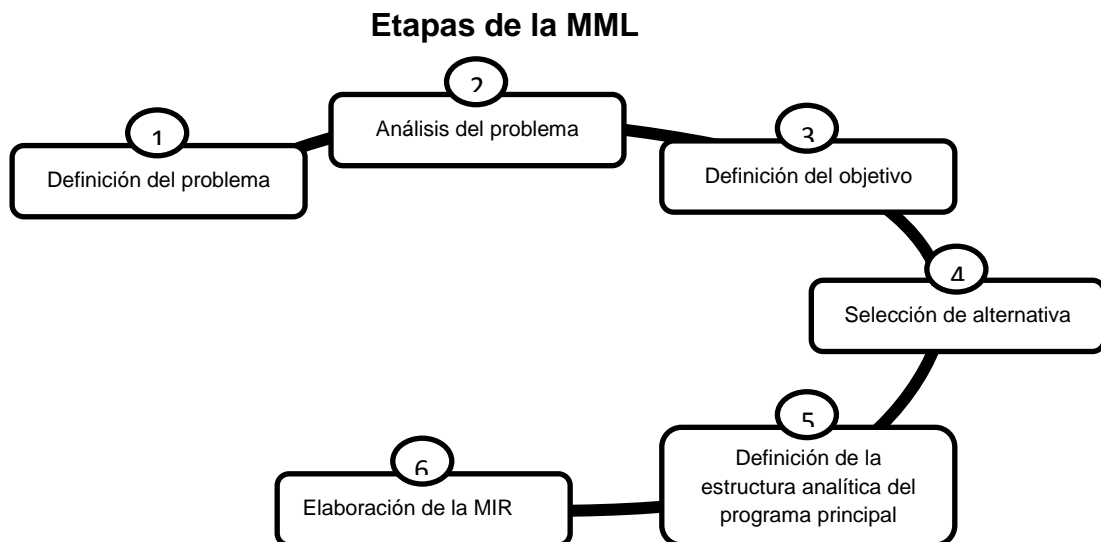 Etapas de la MML
1
Definición del problema
2
Análisis del problema
3
Definición del objetivo
4
Selección de alternativa
5
Definición de la
estructura analítica del
programa principal
6
Elaboración de la MIR